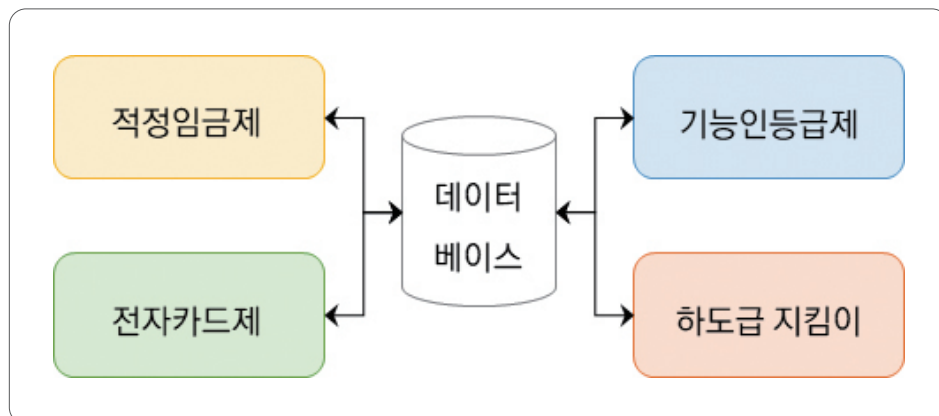 적정임금제
기능인등급제
데이터
베이스
전자카드제
하도급 지킴이